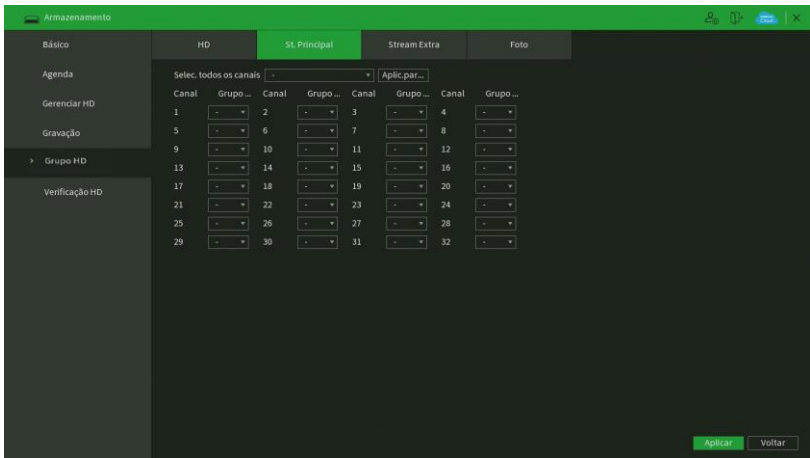 Armazenamento
Básico
Agenda
Gerenciar HD
Gravação
> Grupo HD
Verificação HD
HD St. Principal Stream Extra Foto
Selec. todos os canais - Aplic.par...
Canal Grupo ... Canal Grupo ... Canal Grupo ... Canal Grupo ...
1 - 2 - 3 - 4 -
5 - 6 - 7 - 8 -
9 - 10 - 11 - 12 -
13 - 14 - 15 - 16 -
17 - 18 - 19 - 20 -
21 - 22 - 23 - 24 -
25 - 26 - 27 - 28 -
29 - 30 - 31 - 32 -
Aplicar Voltar